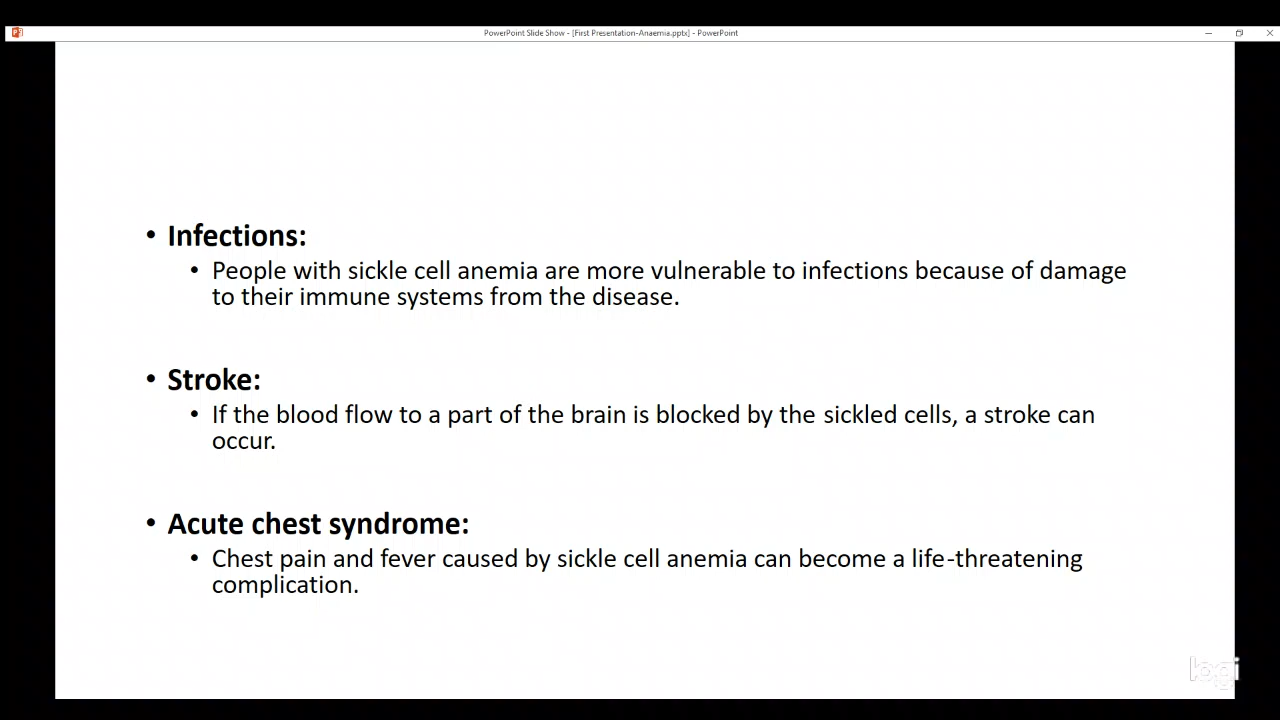 PowerPoint Slide Show - [First Presentation-Anaemia.pptx] - PowerPoint
• Infections:
• People with sickle cell anemia are more vulnerable to infections because of damage
to their immune systems from the disease.
• Stroke:
• If the blood flow to a part of the brain is blocked by the sickled cells, a stroke can
occur.
• Acute chest syndrome:
• Chest pain and fever caused by sickle cell anemia can become a life-threatening
complication.
logi